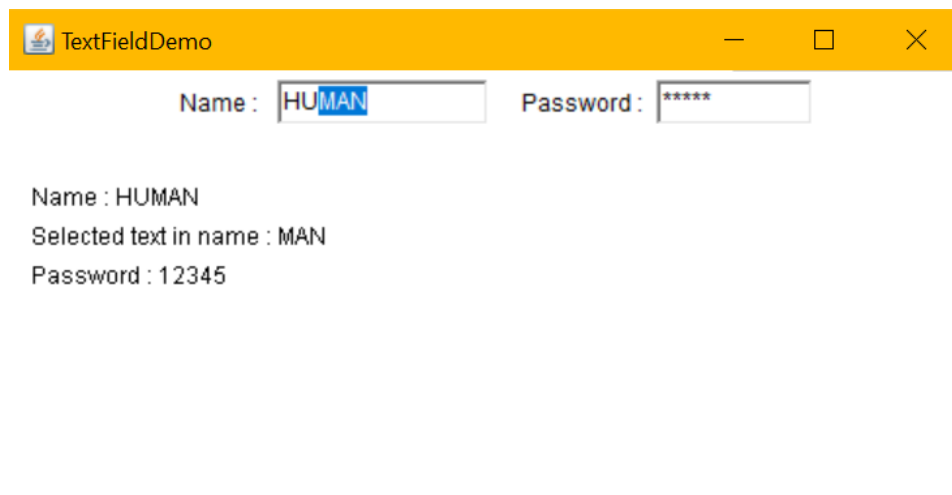 TextFieldDemo
Name : HUMAN Password : *****
Name : HUMAN
Selected text in name : MAN
Password : 12345